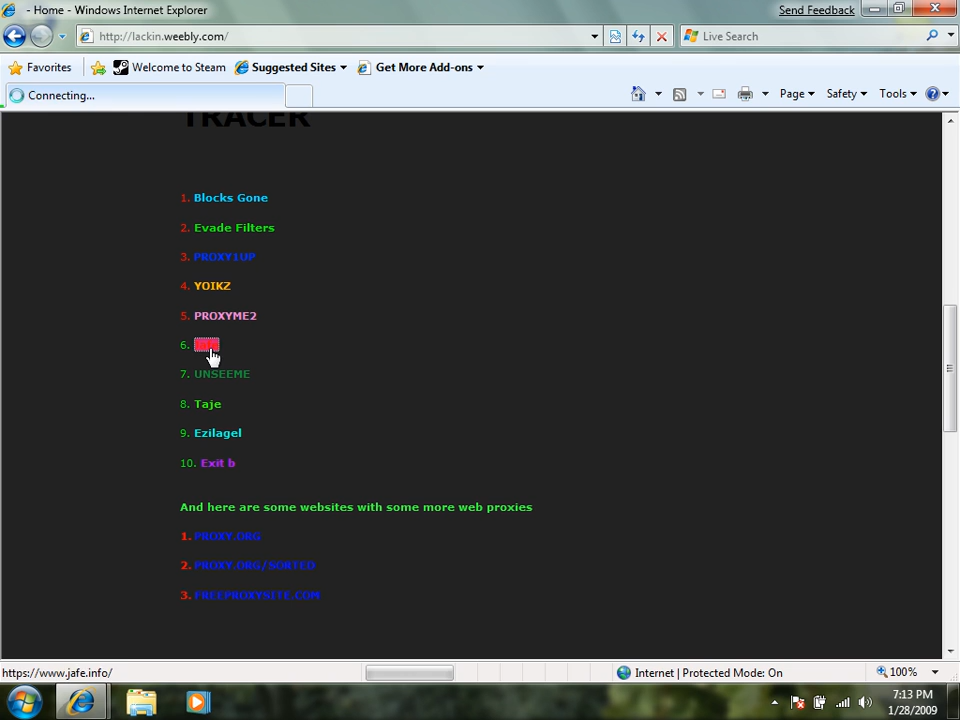 - Home - Windows Internet Explorer
Send Feedback
http://lackin.weebly.com/
Live Search
Favorites
Welcome to Steam
Suggested Sites
Get More Add-ons
Connecting...
Page
Safety
Tools
TRACER
1. Blocks Gone
2. Evade Filters
3. PROXY1UP
4. YOIKZ
5. PROXYME2
6.
7. UNSEEME
8. Taje
9. Ezilagel
10. Exit b
And here are some websites with some more web proxies
1. PROXY.ORG
2. PROXY.ORG/SORTED
3. FREEPROXYSITE.COM
https://www.jafe.info/
Internet | Protected Mode: On
100%
7:13 PM
1/28/2009